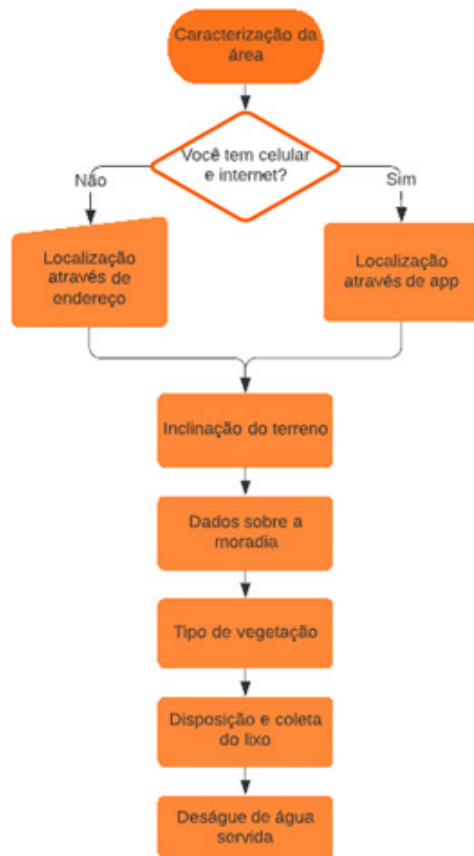 Caracterização da
área
Você tem celular
e internet?
Não
Sim
Localização
através de
endereço
Localização
através de app
Inclinação do terreno
Dados sobre a
moradia
Tipo de vegetação
Disposição e coleta
do lixo
Deságue de água
servida